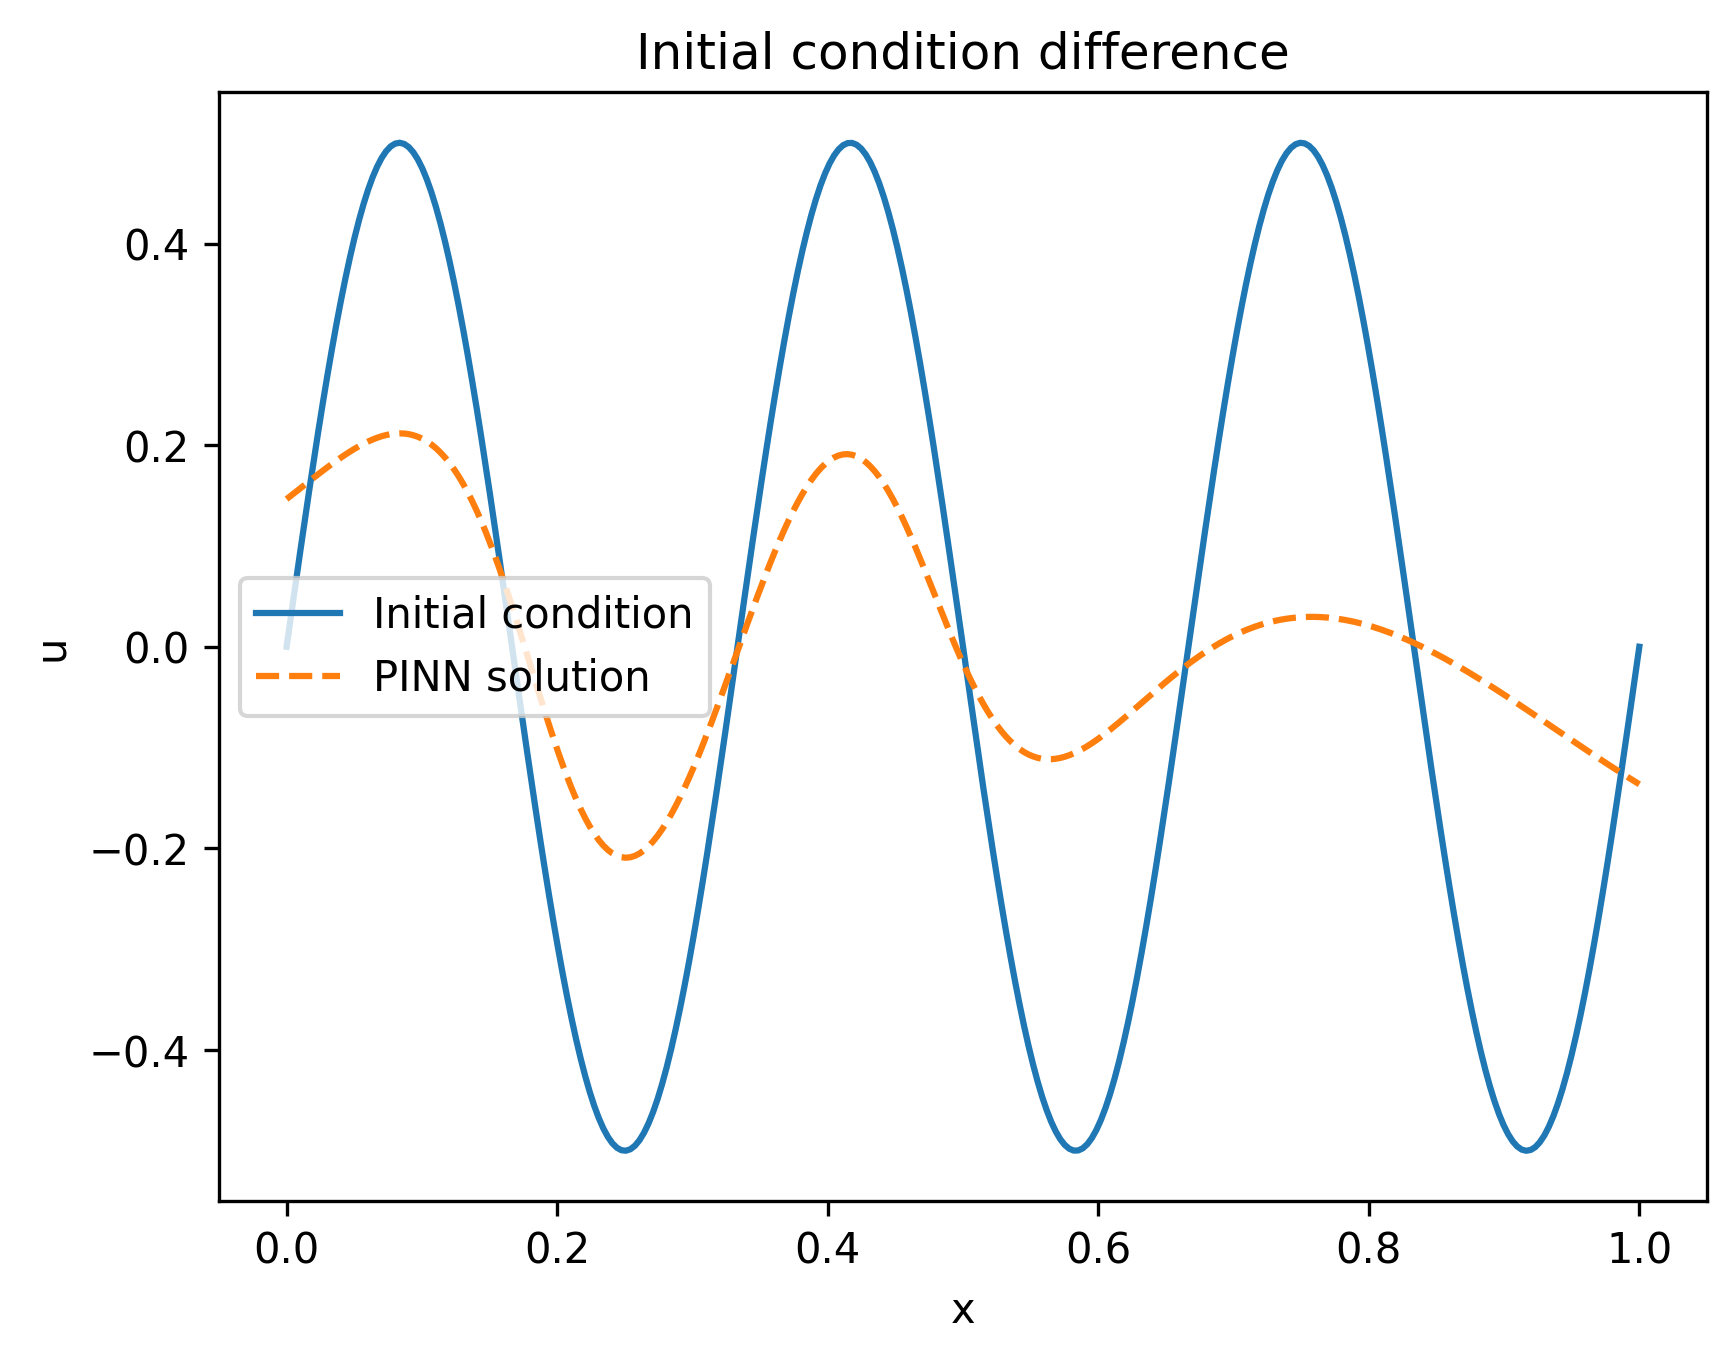 Initial condition difference
u
0.4
0.2
0.0
−0.2
−0.4
Initial condition
PINN solution
0.0 0.2 0.4 0.6 0.8 1.0
x